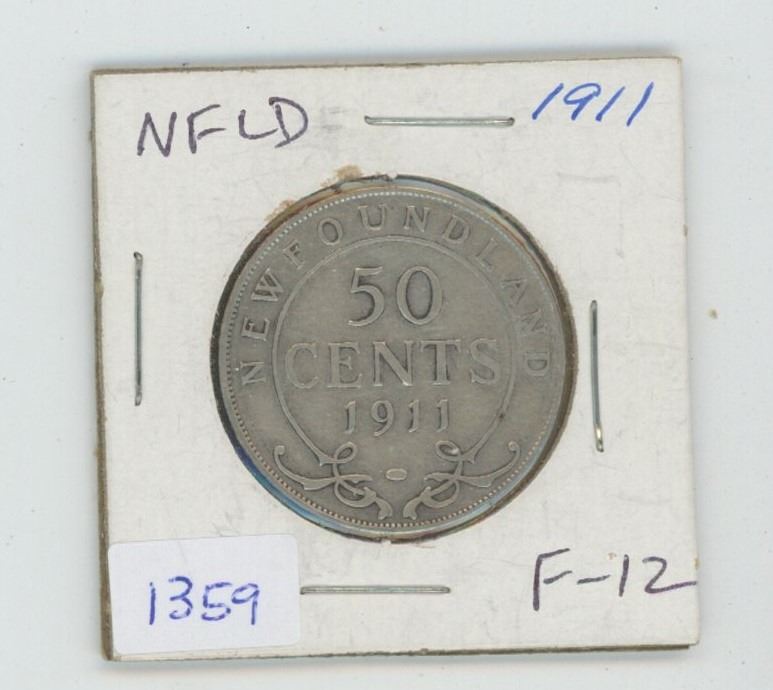 NFLD 1911
NEWFOUNDLAND
50
CENTS
1911
1359
F-12